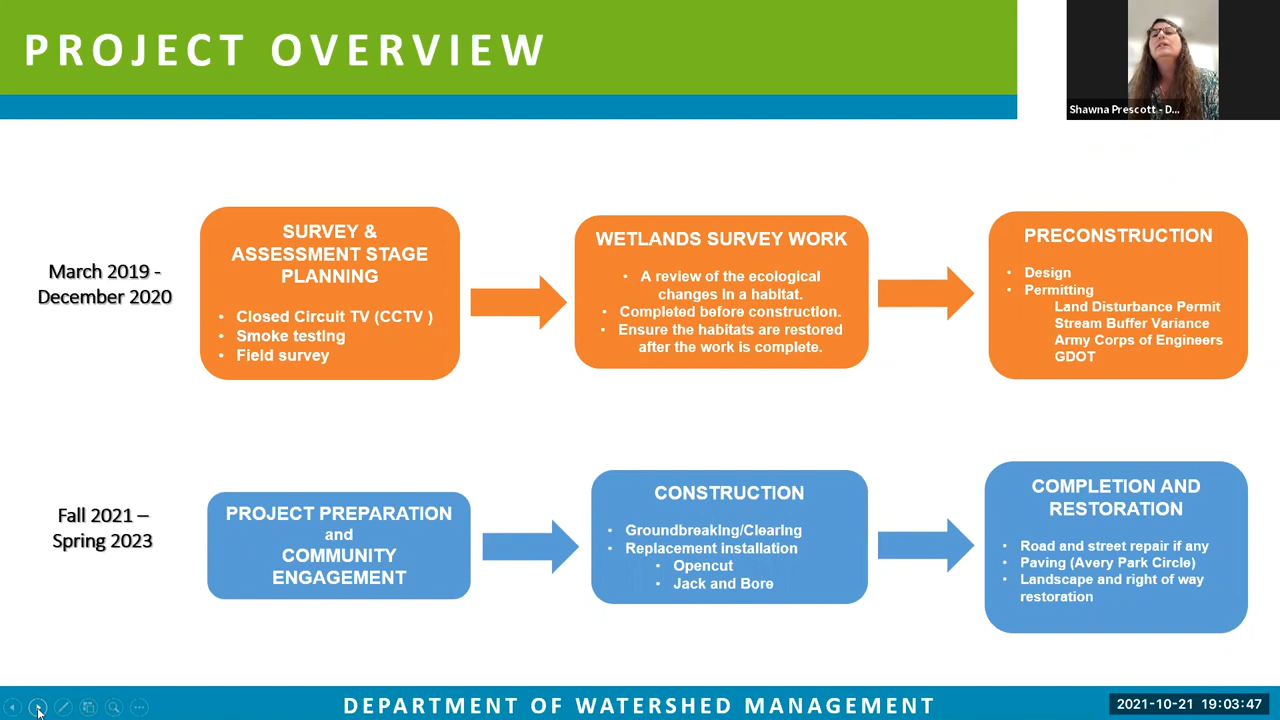 PROJECT OVERVIEW
Shawna Prescott - D...
March 2019 -
December 2020
SURVEY &
ASSESSMENT STAGE
PLANNING
• Closed Circuit TV (CCTV )
• Smoke testing
• Field survey
WETLANDS SURVEY WORK
• A review of the ecological
changes in a habitat.
• Completed before construction.
• Ensure the habitats are restored
after the work is complete.
PRECONSTRUCTION
• Design
• Permitting
Land Disturbance Permit
Stream Buffer Variance
Army Corps of Engineers
GDOT
Fall 2021 –
Spring 2023
PROJECT PREPARATION
and
COMMUNITY
ENGAGEMENT
CONSTRUCTION
• Groundbreaking/Clearing
• Replacement installation
• Opencut
• Jack and Bore
COMPLETION AND
RESTORATION
• Road and street repair if any
• Paving (Avery Park Circle)
• Landscape and right of way
restoration
DEPARTMENT OF WATERSHED MANAGEMENT
2021-10-21 19:03:47